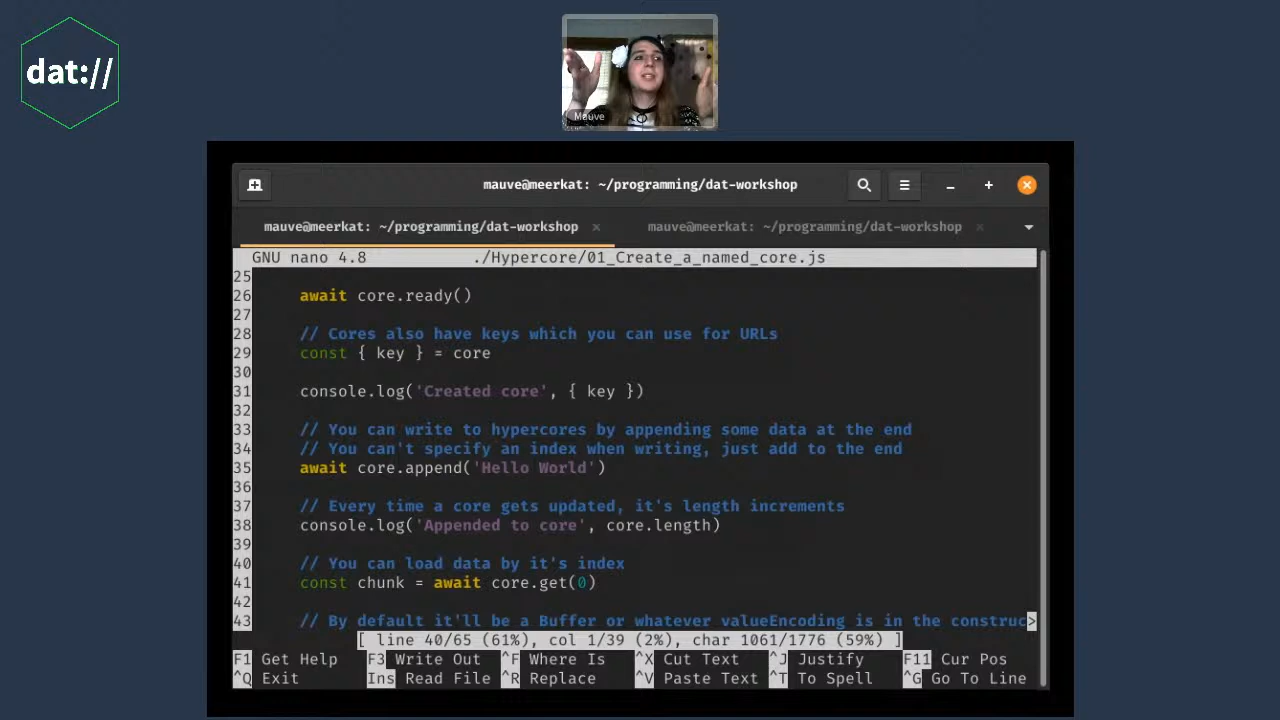 dat://
Mauve
mauve@meerkat: ~/programming/dat-workshop
mauve@meerkat: ~/programming/dat-workshop × mauve@meerkat: ~/programming/dat-workshop ×
GNU nano 4.8 ./Hypercore/01_Create_a_named_core.js
25
26 await core.ready()
27
28 // Cores also have keys which you can use for URLs
29 const { key } = core
30
31 console.log('Created core', { key })
32
33 // You can write to hypercores by appending some data at the end
34 // You can't specify an index when writing, just add to the end
35 await core.append('Hello World')
36
37 // Every time a core gets updated, it's length increments
38 console.log('Appended to core', core.length)
39
40 // You can load data by it's index
41 const chunk = await core.get(0)
42
43 // By default it'll be a Buffer or whatever valueEncoding is in the construc>
[ line 40/65 (61%), col 1/39 (2%), char 1061/1776 (59%) ]
F1 Get Help F3 Write Out ^F Where Is ^X Cut Text ^J Justify F11 Cur Pos
^Q Exit Ins Read File ^R Replace ^V Paste Text ^T To Spell ^G Go To Line